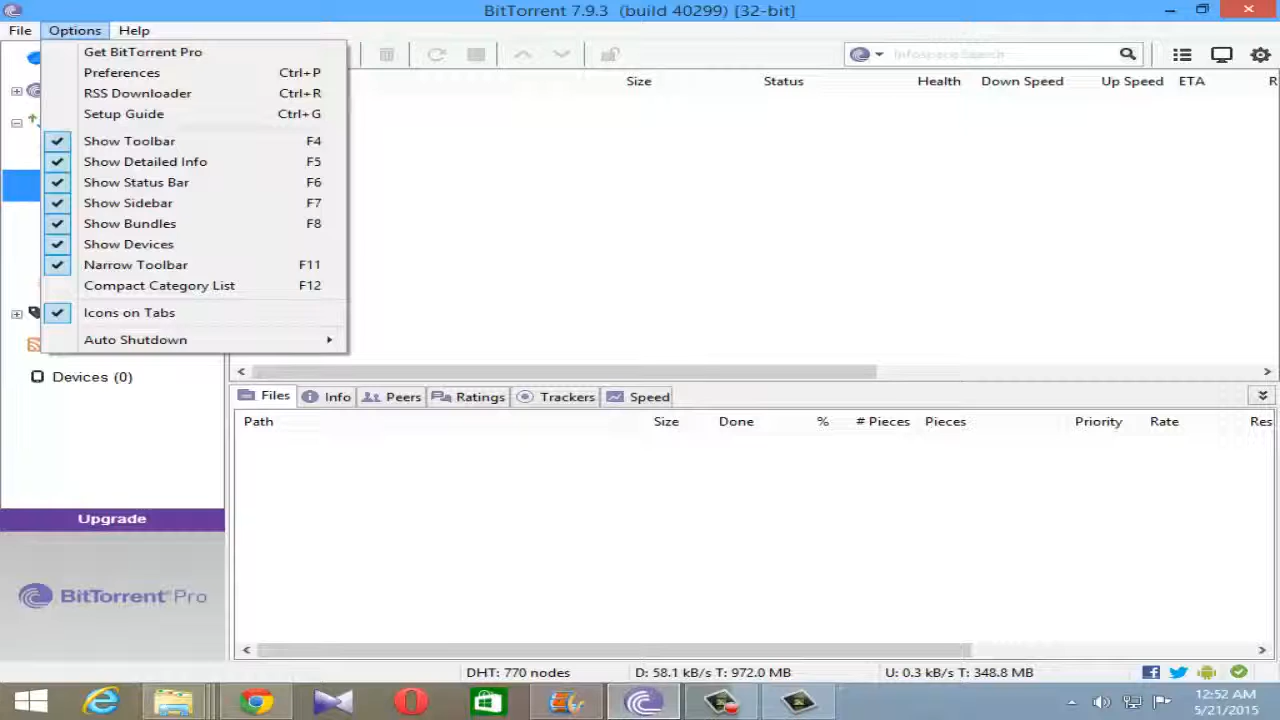 BitTorrent 7.9.3 (build 40299) [32-bit]
File Options Help
Get BitTorrent Pro
Preferences Ctrl+P
RSS Downloader Ctrl+R
Setup Guide Ctrl+G
Show Toolbar F4
Show Detailed Info F5
Show Status Bar F6
Show Sidebar F7
Show Bundles F8
Show Devices
Narrow Toolbar F11
Compact Category List F12
Icons on Tabs
Auto Shutdown
Infospace Search
Size Status Health Down Speed Up Speed ETA R
Devices (0)
Files Info Peers Ratings Trackers Speed
Path Size Done % # Pieces Pieces Priority Rate Res
Upgrade
BitTorrent Pro
DHT: 770 nodes D: 58.1 kB/s T: 972.0 MB U: 0.3 kB/s T: 348.8 MB
12:52 AM
5/21/2015